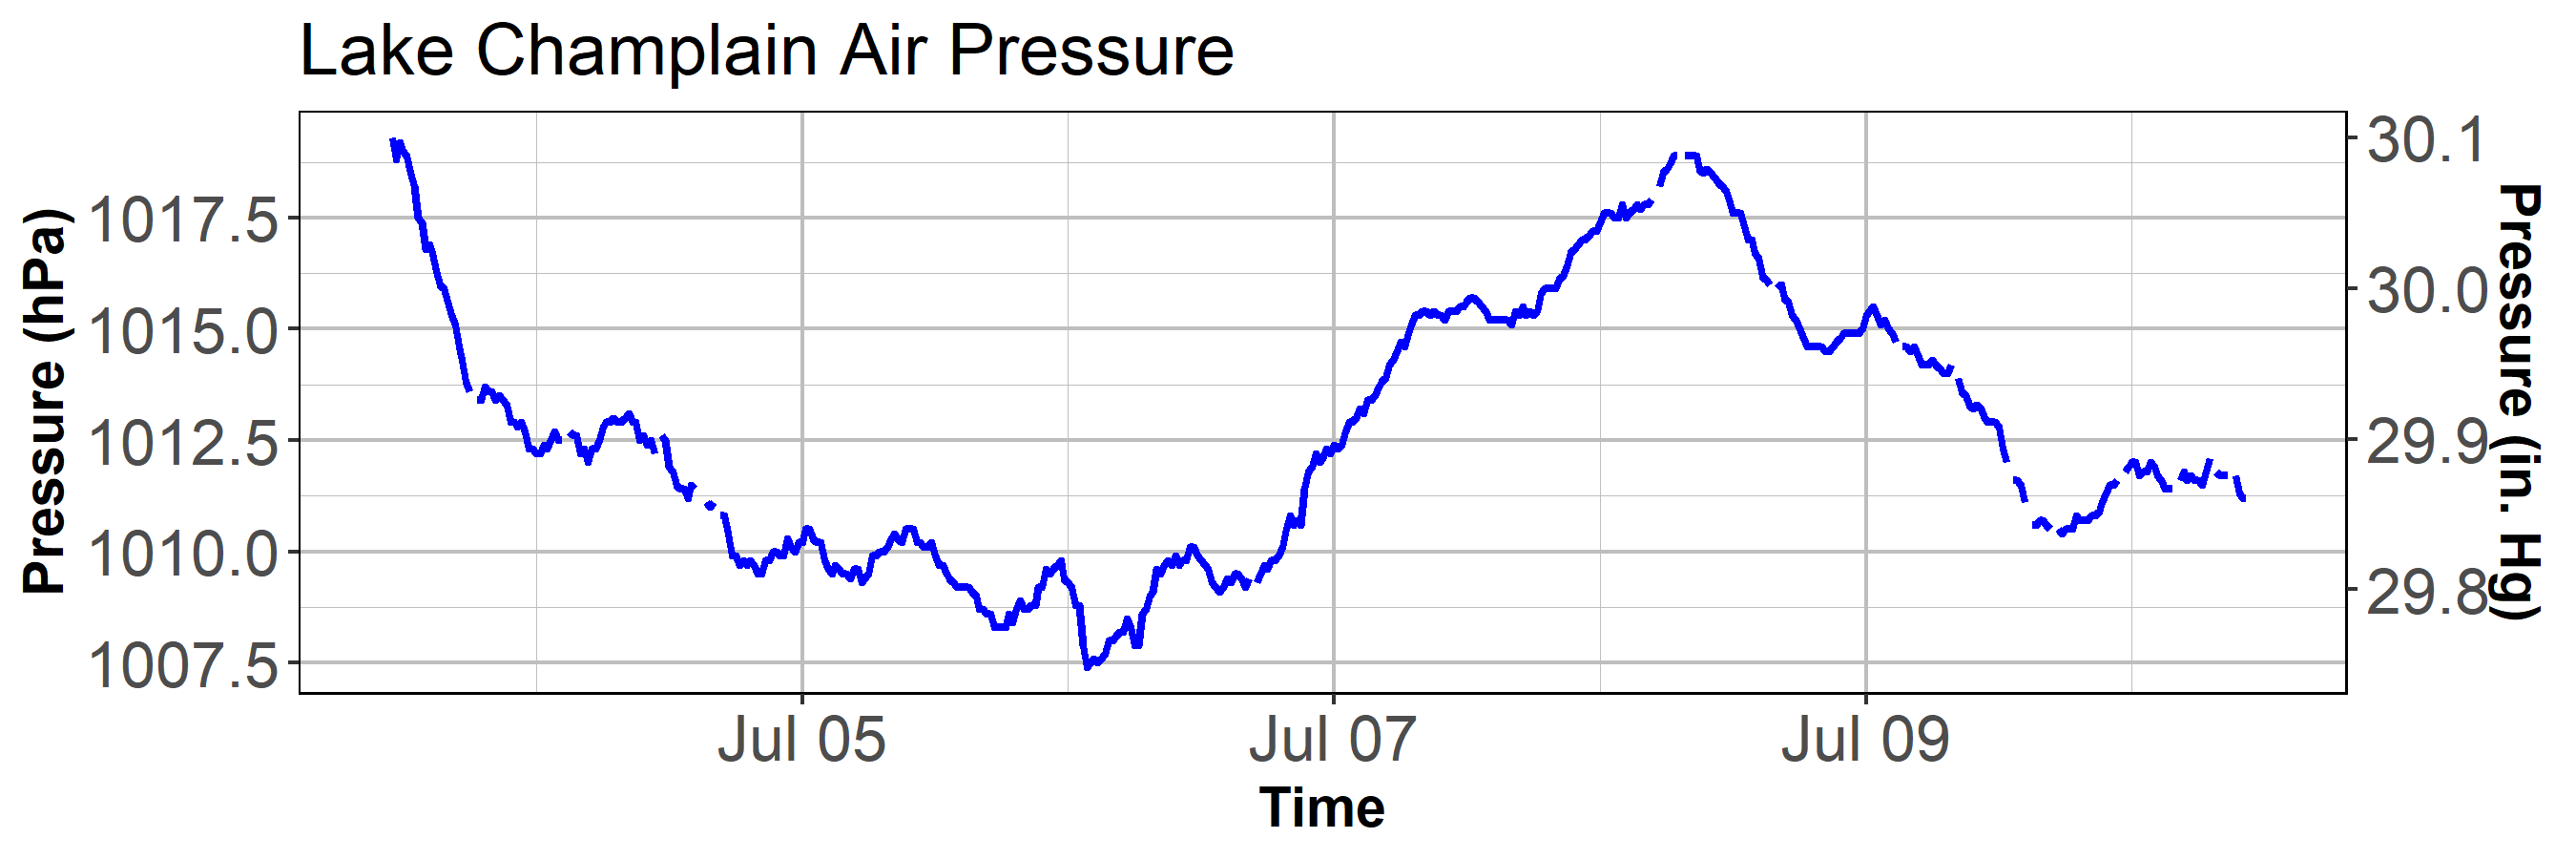 Lake Champlain Air Pressure
Pressure (hPa)
1017.5
1015.0
1012.5
1010.0
1007.5
30.1
30.0
29.9
29.8
Pressure (in. Hg)
Jul 05
Jul 07
Jul 09
Time